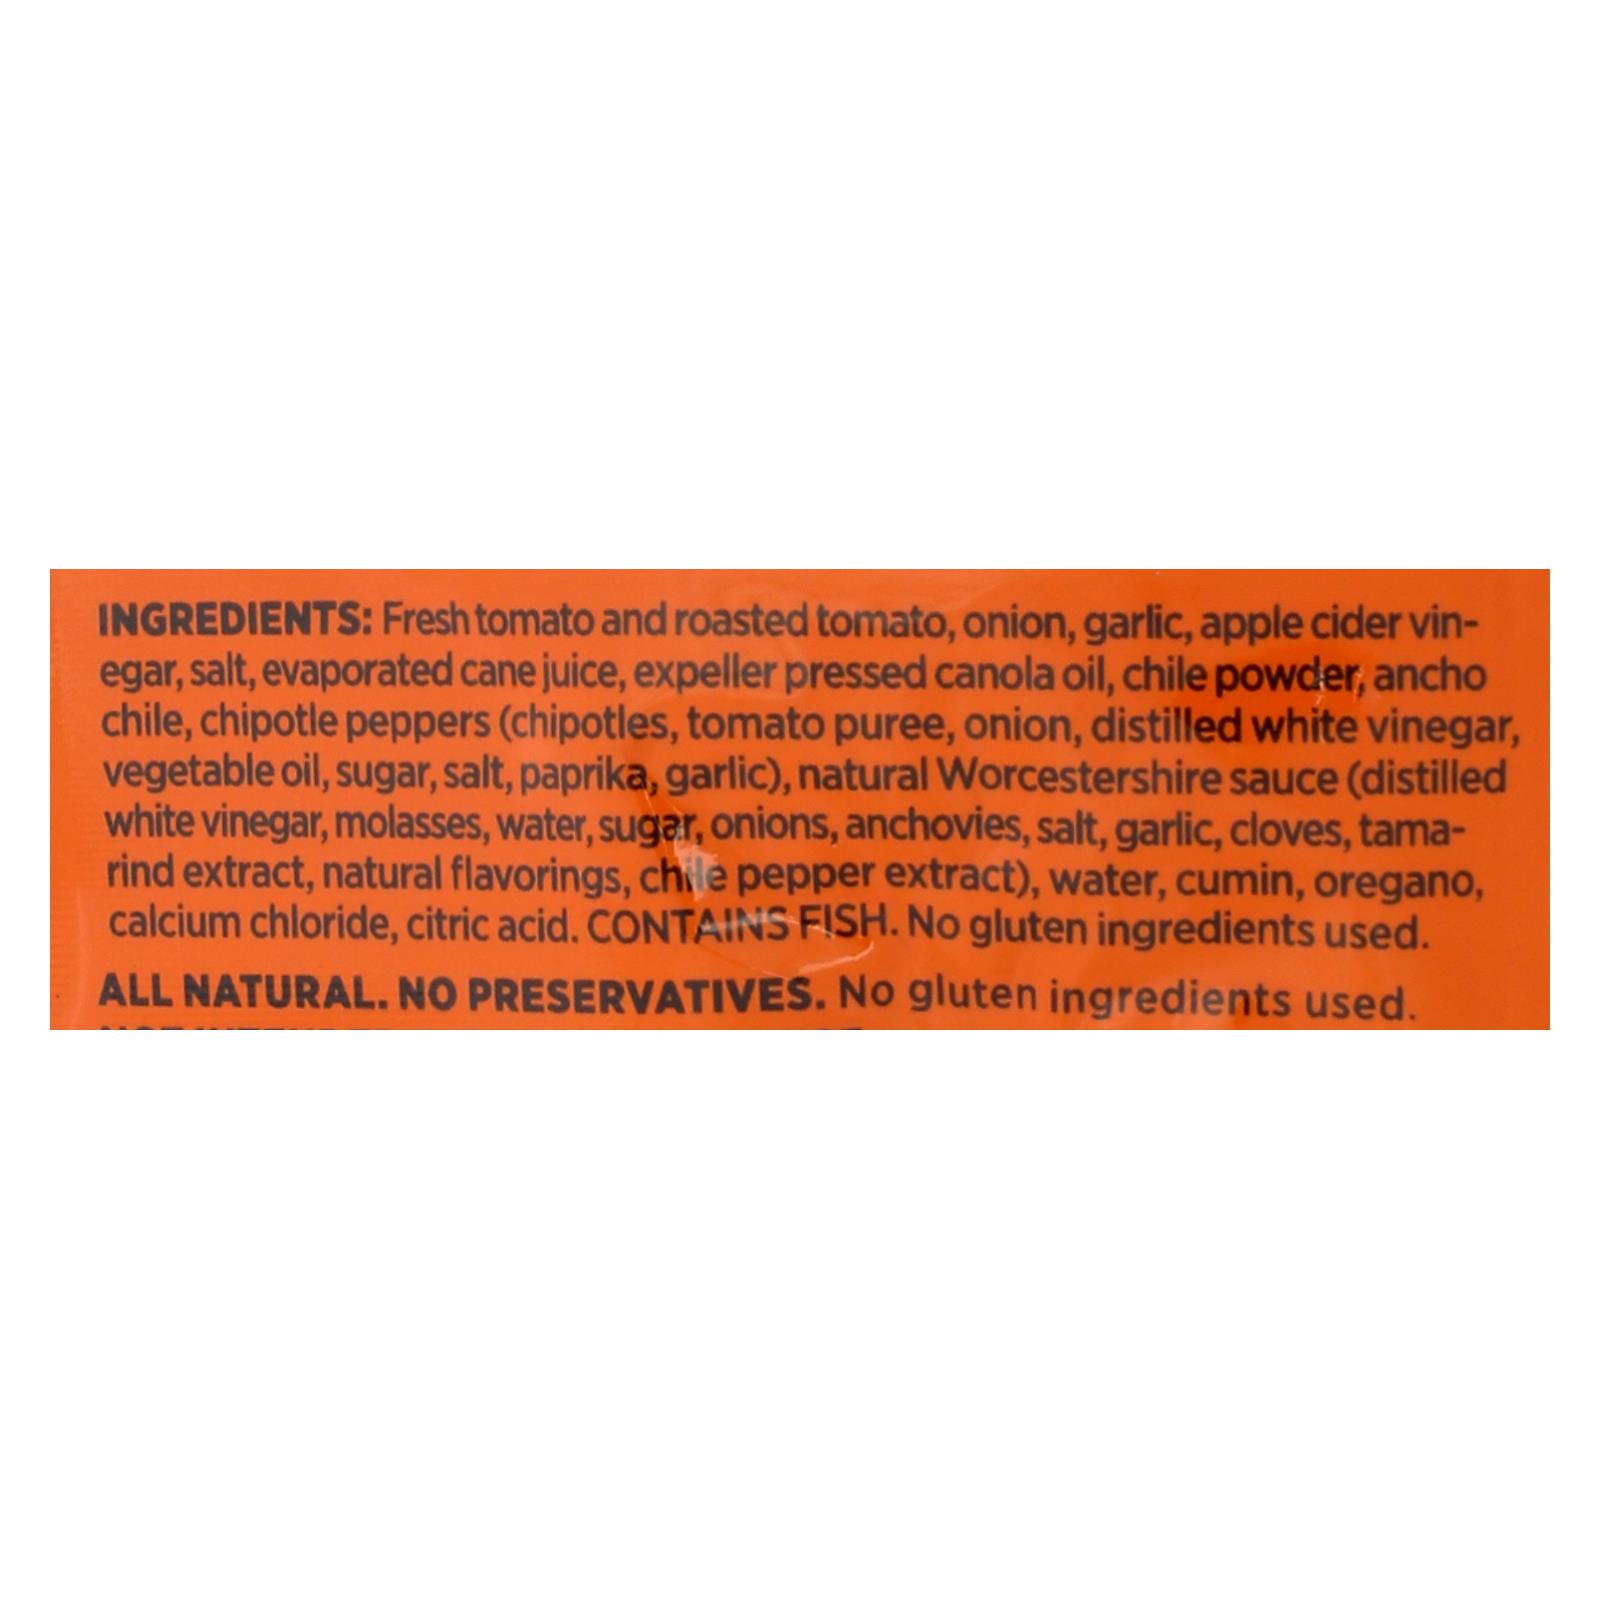 INGREDIENTS: Fresh tomato and roasted tomato, onion, garlic, apple cider vin-
egar, salt, evaporated cane juice, expeller pressed canola oil, chile powder, ancho
chile, chipotle peppers (chipotles, tomato puree, onion, distilled white vinegar,
vegetable oil, sugar, salt, paprika, garlic), natural Worcestershire sauce (distilled
white vinegar, molasses, water, sugar, onions, anchovies, salt, garlic, cloves, tama-
rind extract, natural flavorings, chile pepper extract), water, cumin, oregano,
calcium chloride, citric acid. CONTAINS FISH. No gluten ingredients used.
ALL NATURAL. NO PRESERVATIVES. No gluten ingredients used.